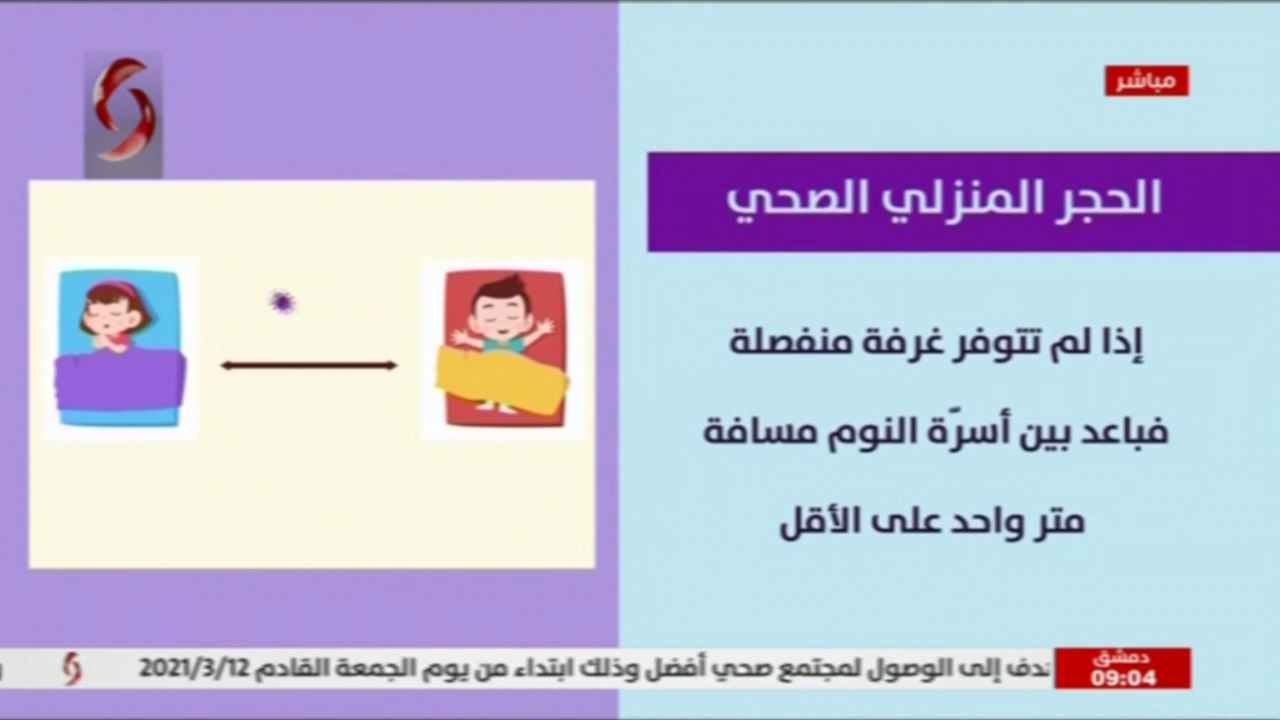 مباشر
الحجر المنزلي الصحي
إذا لم تتوفر غرفة منفصلة
فباعد بين أسرّة النوم مسافة
متر واحد على الأقل
إلى الوصول لمجتمع صحي أفضل وذلك ابتداء من يوم الجمعة القادم 2021/3/12
دمشق
09:04